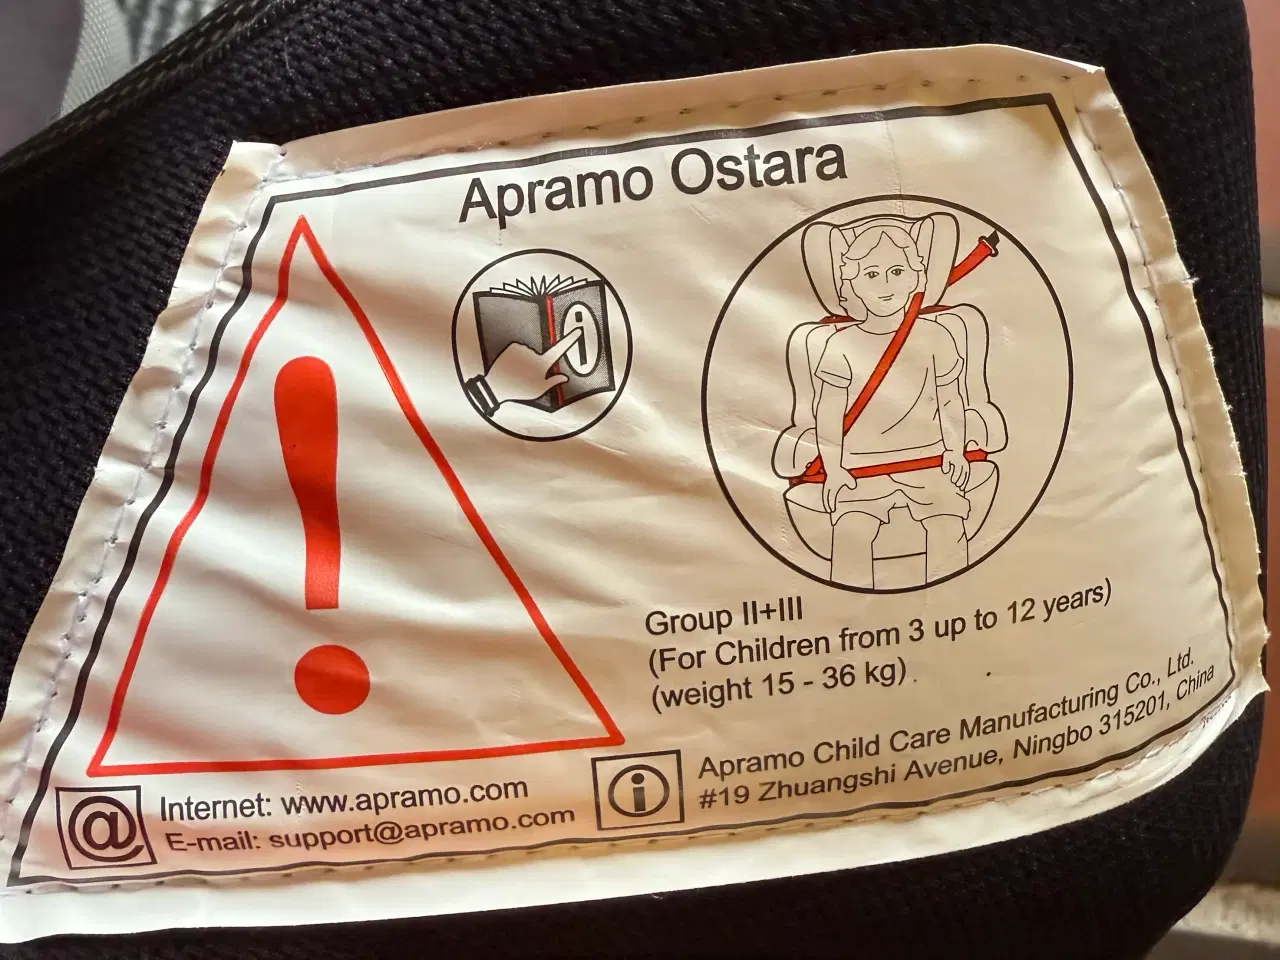 Apramo Ostara
Group II+III
(For Children from 3 up to 12 years)
(weight 15 - 36 kg)
Internet: www.apramo.com
E-mail: support@apramo.com
Apramo Child Care Manufacturing Co., Ltd.
#19 Zhuangshi Avenue, Ningbo 315201, China